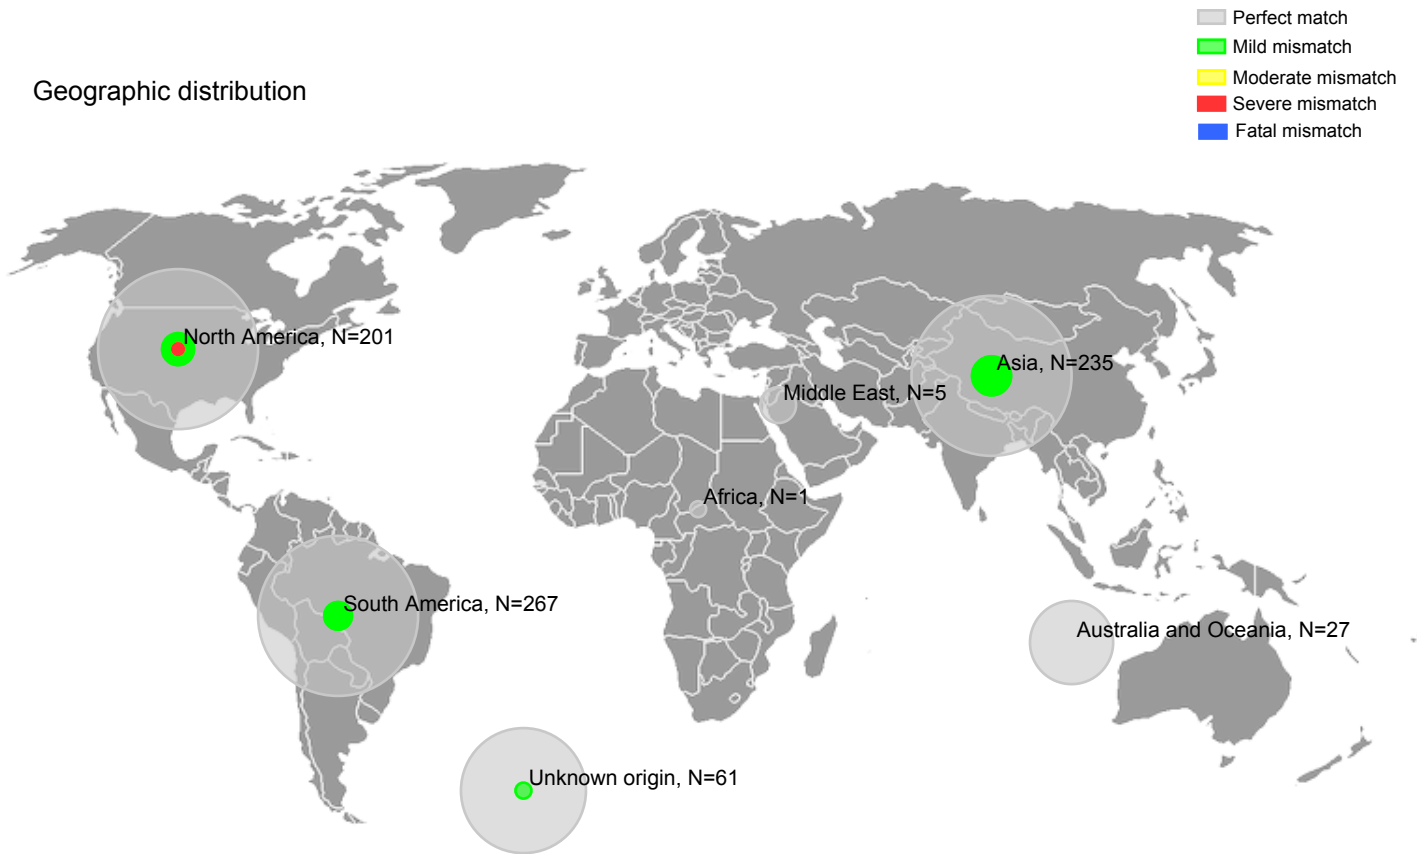 Perfect match
Mild mismatch
Moderate mismatch
Severe mismatch
Fatal mismatch
Geographic distribution
North America, N=201
Asia, N=235
Middle East, N=5
Africa, N=1
South America, N=267
Australia and Oceania, N=27
Unknown origin, N=61